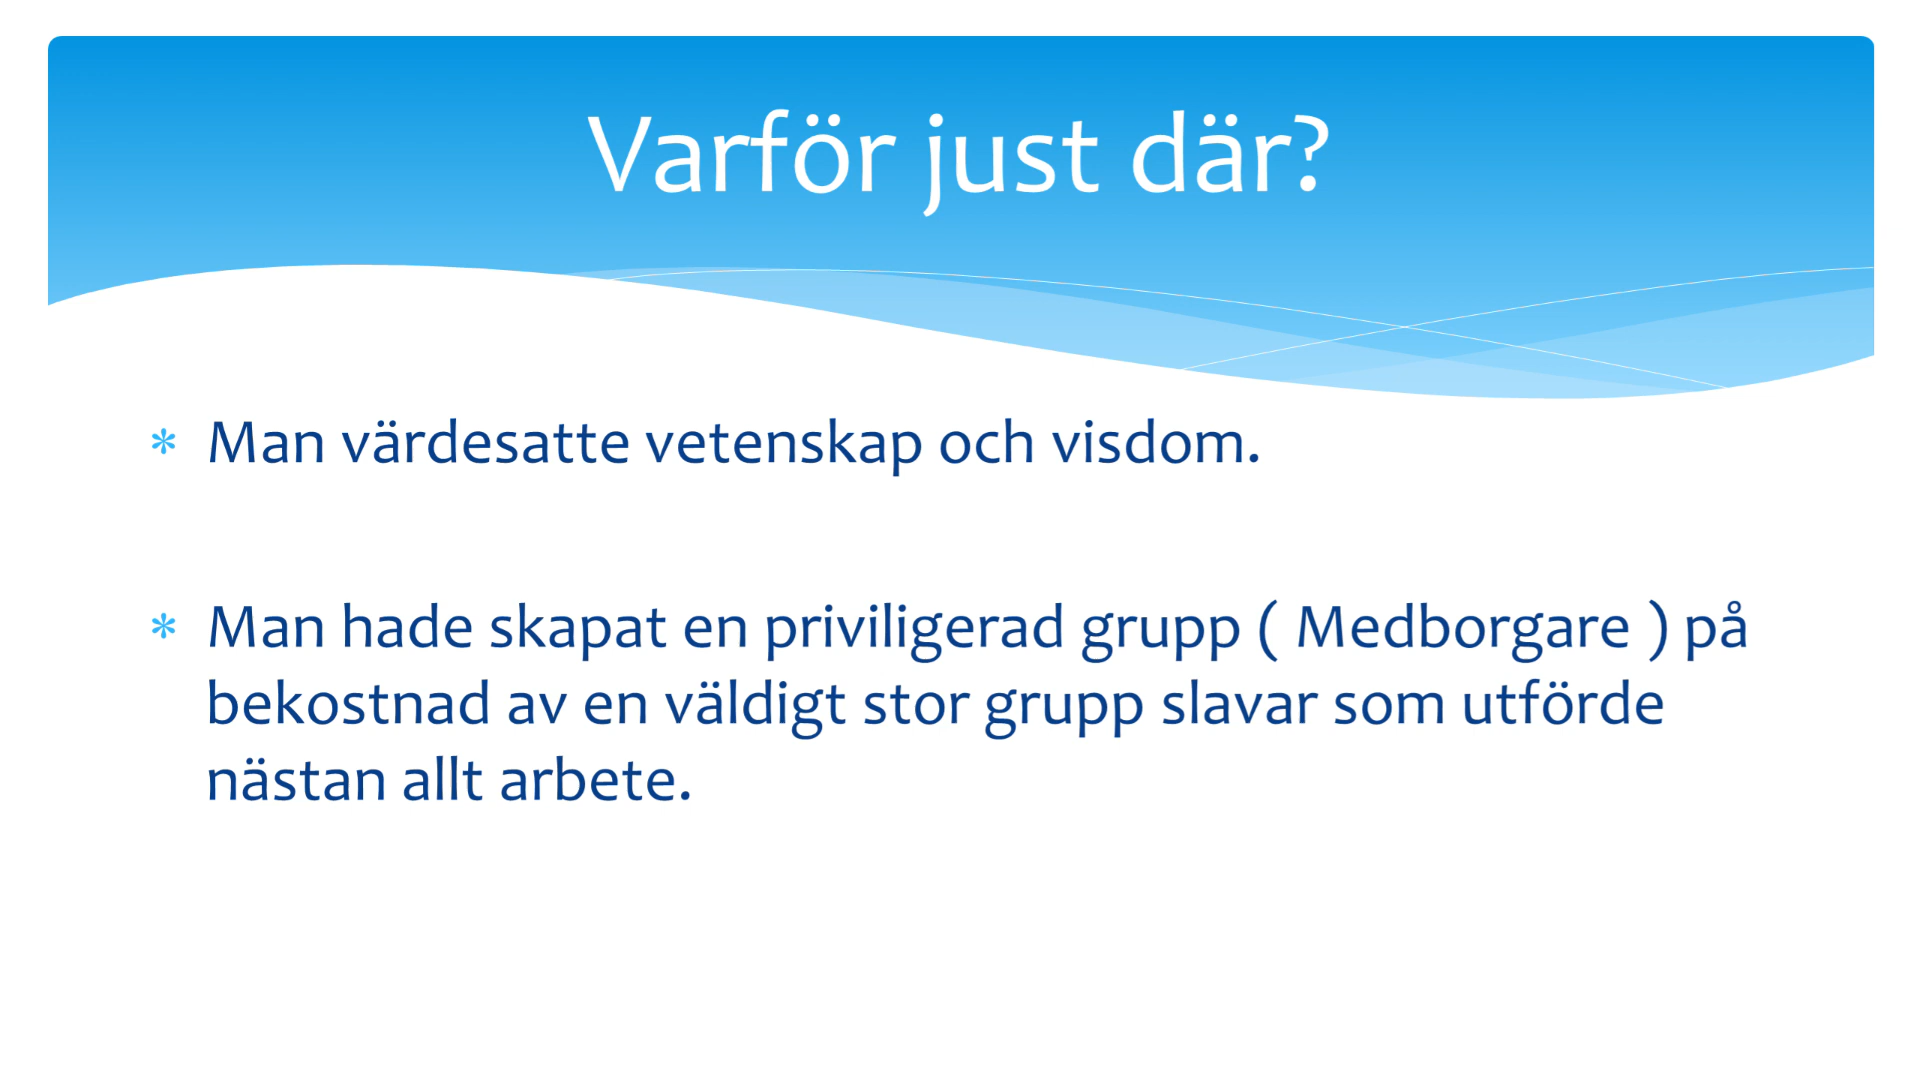 Varför just där?
* Man värdesatte vetenskap och visdom.
* Man hade skapat en priviligerad grupp ( Medborgare ) på
bekostnad av en väldigt stor grupp slavar som utförde
nästan allt arbete.